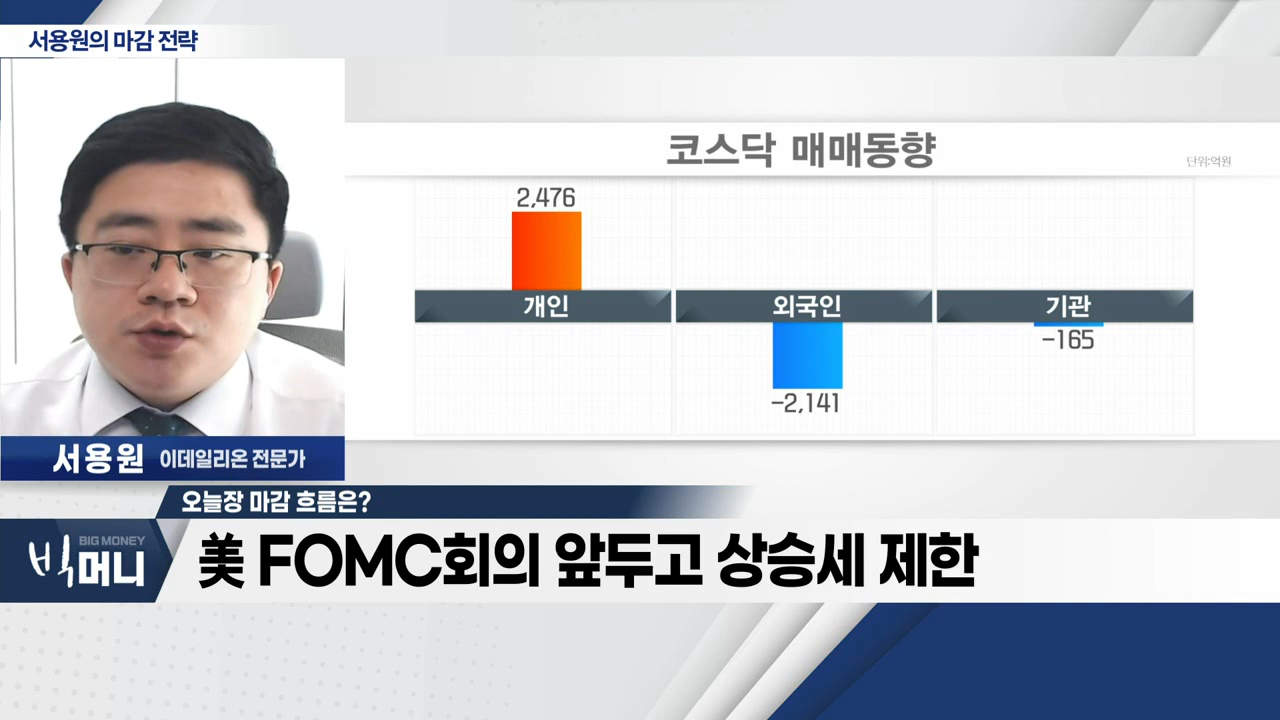 서용원의 마감 전략
코스닥 매매동향
단위:억원
2,476
개인
외국인
기관
-165
-2,141
서용원 이데일리온 전문가
오늘장 마감 흐름은?
BIG MONEY
빅머니
美 FOMC회의 앞두고 상승세 제한